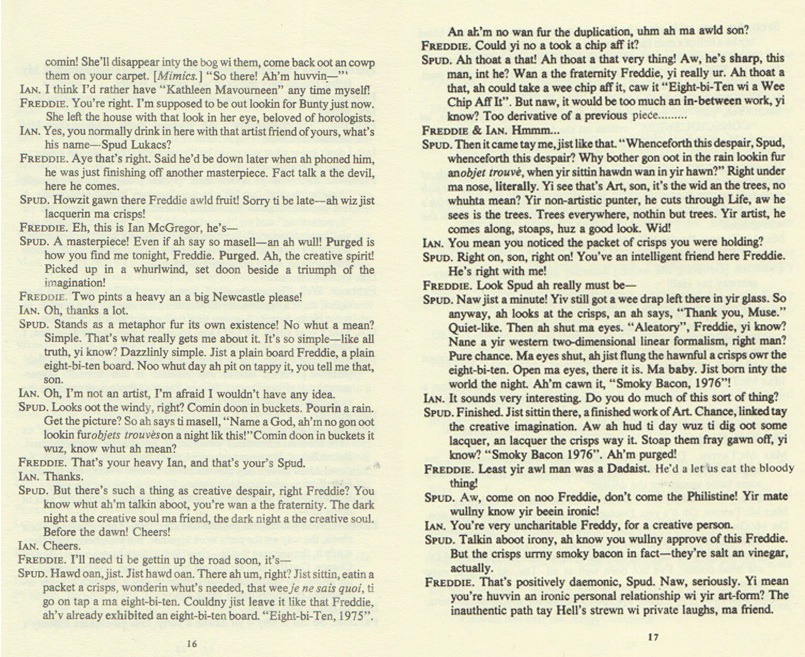 comin! She'll disappear inty the bog wi them, come back oot an cowp
them on your carpet. [Mimics.] “So there! Ah'm huvvin—”'
IAN. I think I'd rather have “Kathleen Mavourneen” any time myself!
FREDDIE. You're right. I'm supposed to be out lookin for Bunty just now.
She left the house with that look in her eye, beloved of horologists.
IAN. Yes, you normally drink in here with that artist friend of yours, what's
his name—Spud Lukacs?
FREDDIE. Aye that's right. Said he'd be down later when ah phoned him,
he was just finishing off another masterpiece. Fact talk a the devil,
here he comes.
SPUD. Howzit gawn there Freddie awld fruit! Sorry ti be late—ah wiz jist
lacquerin ma crisps!
FREDDIE. Eh, this is Ian McGregor, he's—
SPUD. A masterpiece! Even if ah say so masell—an ah wull! Purged is
how you find me tonight, Freddie. Purged. Ah, the creative spirit!
Picked up in a whurlwind, set doon beside a triumph of the
imagination!
FREDDIE. Two pints a heavy an a big Newcastle please!
IAN. Oh, thanks a lot.
SPUD. Stands as a metaphor fur its own existence! No whut a mean?
Simple. That's what really gets me about it. It's so simple—like all
truth, yi know? Dazzlinly simple. Jist a plain board Freddie, a plain
eight-bi-ten board. Noo whut day ah pit on tappy it, you tell me that,
son.
IAN. Oh, I'm not an artist, I'm afraid I wouldn't have any idea.
SPUD. Looks oot the windy, right? Comin doon in buckets. Pourin a rain.
Get the picture? So ah says ti masell, “Naw a God, ah'm no gon oot
lookin fur objets trouvès on a night lik this!” Comin doon in buckets it
wuz, know whut ah mean?
FREDDIE. That's your heavy Ian, and that's your's Spud.
IAN. Thanks.
SPUD. But there's such a thing as creative despair, right Freddie? You
know whut ah'm talkin aboot, you're wan a the fraternity. The dark
night a the creative soul ma friend, the dark night a the creative soul.
Before the dawn! Cheers!
IAN. Cheers.
FREDDIE. I'll need ti be gettin up the road soon, it's—
SPUD. Hawd oan, jist. Jist hawd oan. There ah um, right? Jist sittin, eatin a
packet a crisps, wonderin whut's needed, that wee je ne sais quoi, ti
go on tap a ma eight-bi-ten. Couldny jist leave it like that Freddie,
ah'v already exhibited an eight-bi-ten board. “Eight-bi-Ten, 1975”.
16
An ah'm no wan fur the duplication, uhm ah ma awld son?
FREDDIE. Could yi no a took a chip aff it?
SPUD. Ah thoat a that! Ah thoat a that very thing! Aw, he's sharp, this
man, int he? Wan a the fraternity Freddie, yi really ur. Ah thoat a
that, ah could take a wee chip aff it, caw it “Eight-bi-Ten wi a Wee
Chip Aff It”. But naw, it would be too much an in-between work, yi
know? Too derivative of a previous piece.........
FREDDIE & IAN. Hmmm...
SPUD. Then it came tay me, jist like that. “Whenceforth this despair, Spud,
whenceforth this despair? Why bother gon oot in the rain lookin fur
an objet trouvè, when yir sittin hawdn wan in yir hawn?” Right under
ma nose, literally. Yi see that's Art, son, it's the wid an the trees, no
whuhta mean? Yir non-artistic punter, he cuts through Life, aw he
sees is the trees. Trees everywhere, nothin but trees. Yir artist, he
comes along, stoaps, huz a good look. Wid!
IAN. You mean you noticed the packet of crisps you were holding?
SPUD. Right on, son, right on! You've an intelligent friend here Freddie.
He's right with me!
FREDDIE. Look Spud ah really must be—
SPUD. Naw jist a minute! Yiv still got a wee drap left there in yir glass. So
anyway, ah looks at the crisps, an ah says, “Thank you, Muse.”
Quiet-like. Then ah shut ma eyes. “Aleatory”, Freddie, yi know?
Nane a yir western two-dimensional linear formalism, right man?
Pure chance. Ma eyes shut, ah jist flung the hawnful a crisps owr the
eight-bi-ten. Open ma eyes, there it is. Ma baby. Jist born inty the
world the night. Ah'm cawn it, “Smoky Bacon, 1976”!
IAN. It sounds very interesting. Do you do much of this sort of thing?
SPUD. Finished. Jist sittin there, a finished work of Art. Chance, linked tay
the creative imagination. Aw ah hud ti day wuz ti dig oot some
lacquer, an lacquer the crisps way it. Stoap them fray gawn off, yi
know? “Smoky Bacon 1976”. Ah'm purged!
FREDDIE. Least yir awl man was a Dadaist. He'd a let us eat the bloody
thing!
SPUD. Aw, come on noo Freddie, don't come the Philistine! Yir mate
wullny know yir beein ironic!
IAN. You're very uncharitable Freddy, for a creative person.
SPUD. Talkin aboot irony, ah know you wullny approve of this Freddie.
But the crisps urny smoky bacon in fact—they're salt an vinegar,
actually.
FREDDIE. That's positively daemonic, Spud. Naw, seriously. Yi mean
you're huvvin an ironic personal relationship wi yir art-form? The
inauthentic path tay Hell's strewn wi private laughs, ma friend.
17